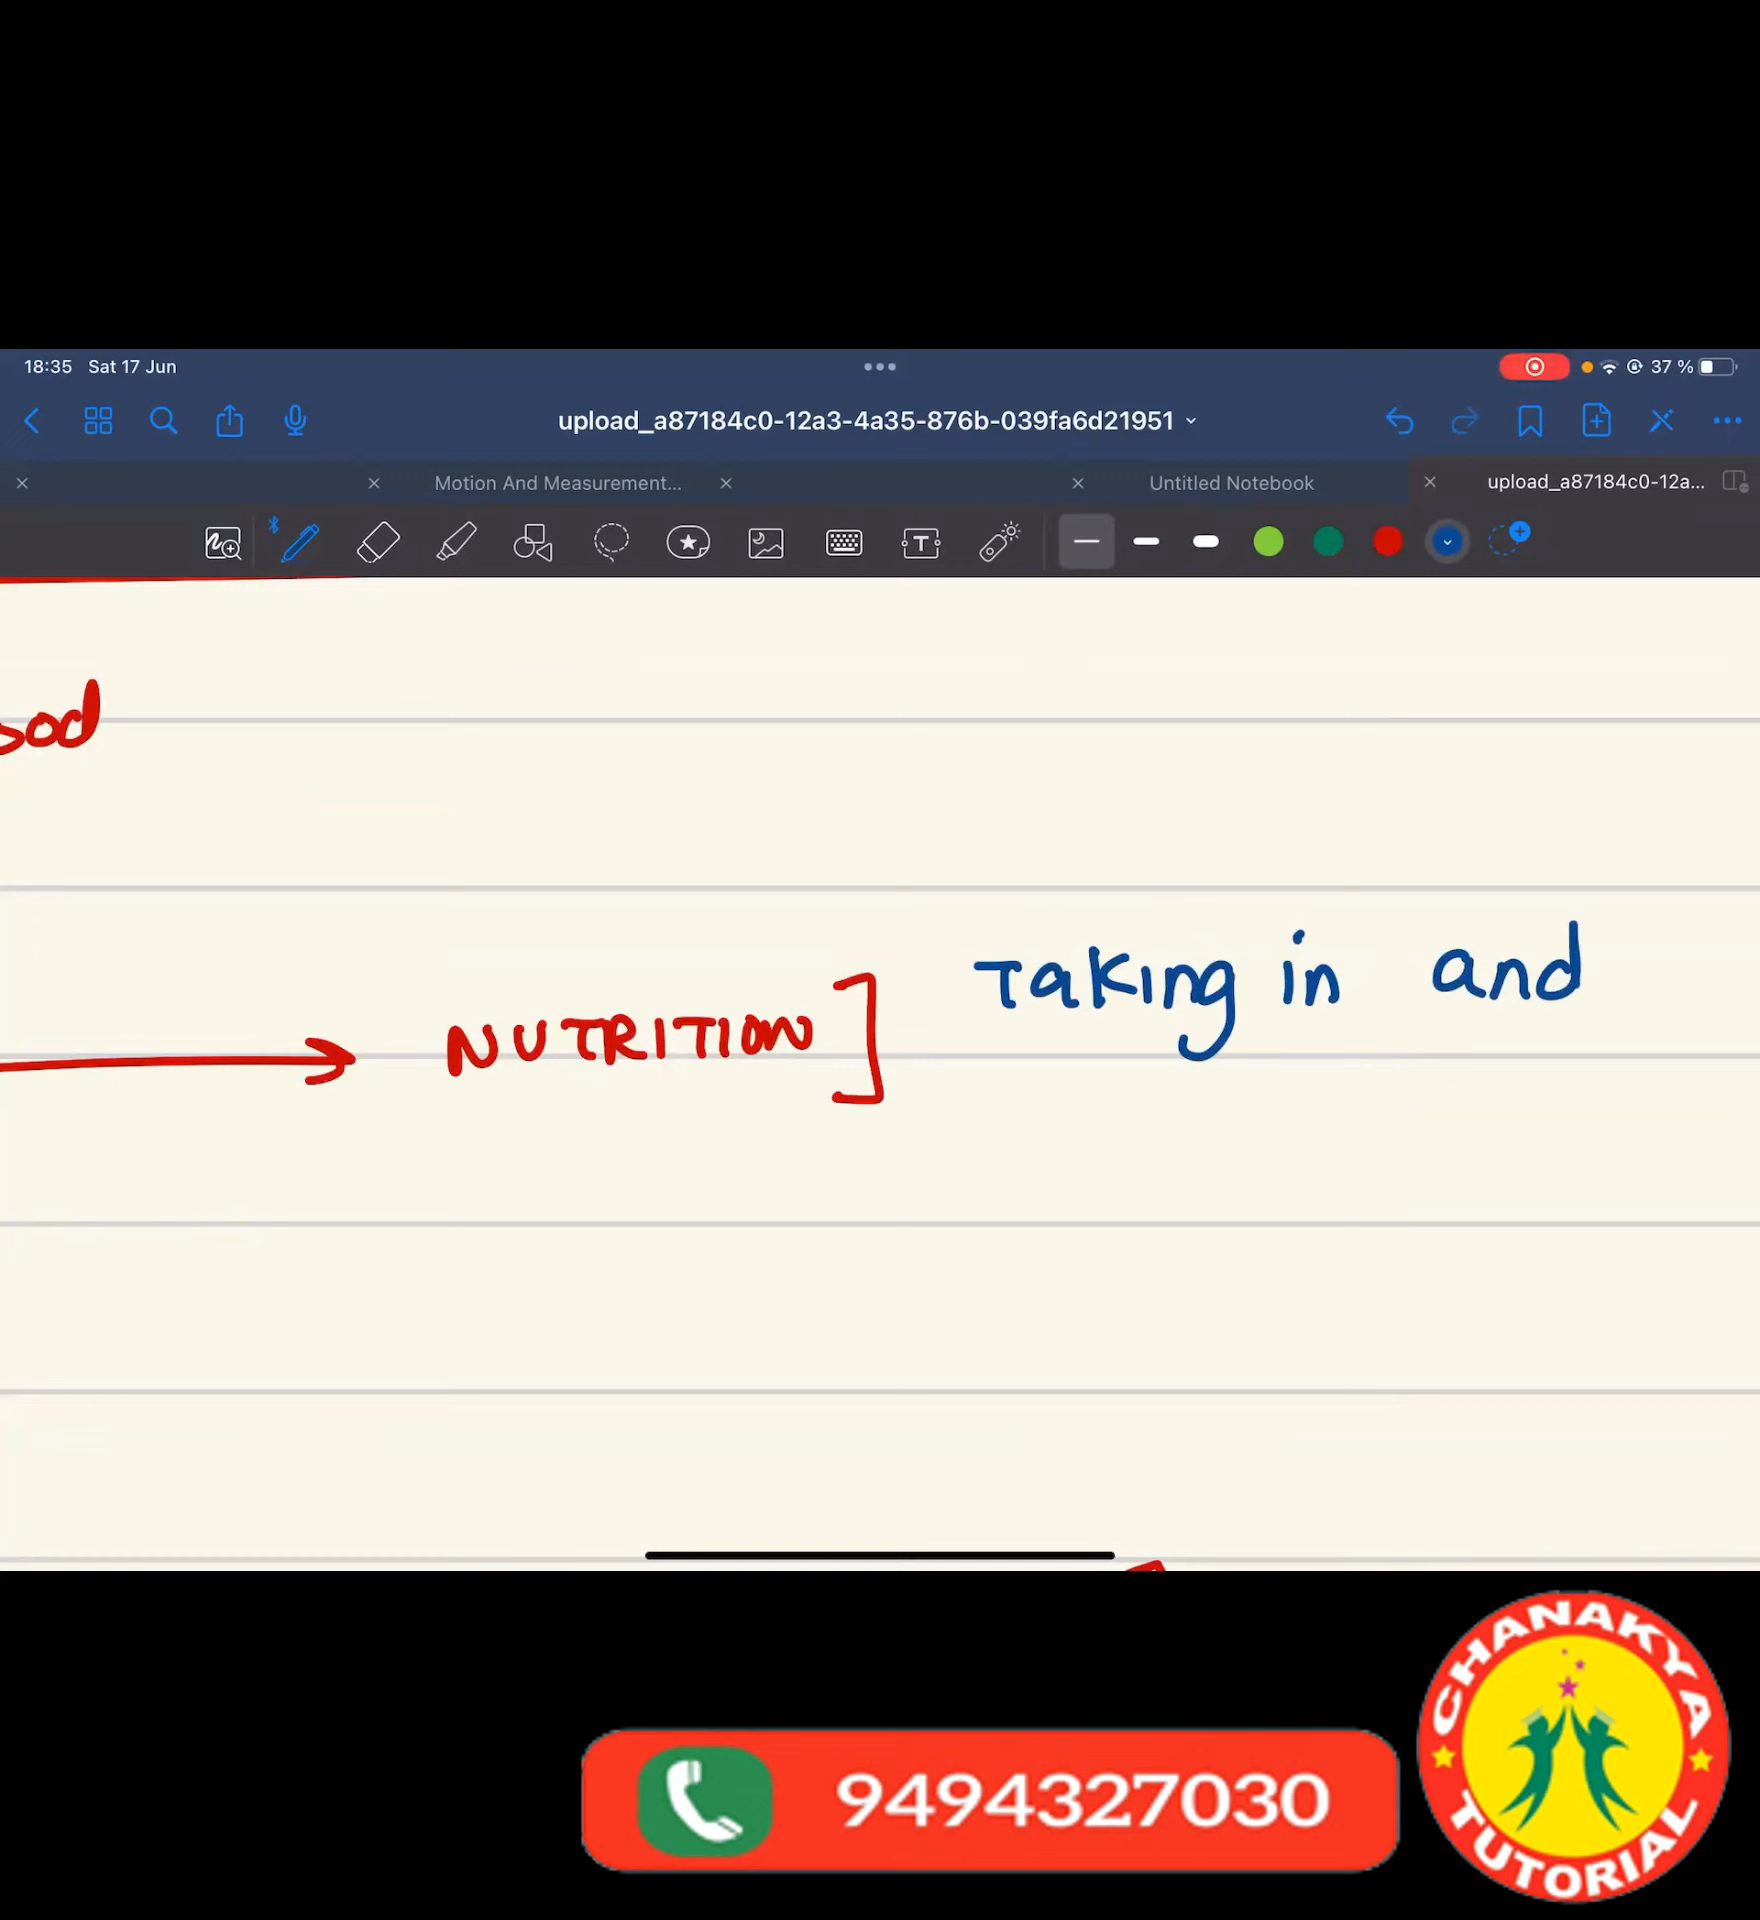 18:35 Sat 17 Jun
37 %
upload_a87184c0-12a3-4a35-876b-039fa6d21951
Motion And Measurement...
Untitled Notebook
upload_a87184c0-12a...
T
ood
NUTRITION] Taking in and
9494327030
CHANAKYA
TUTORIAL